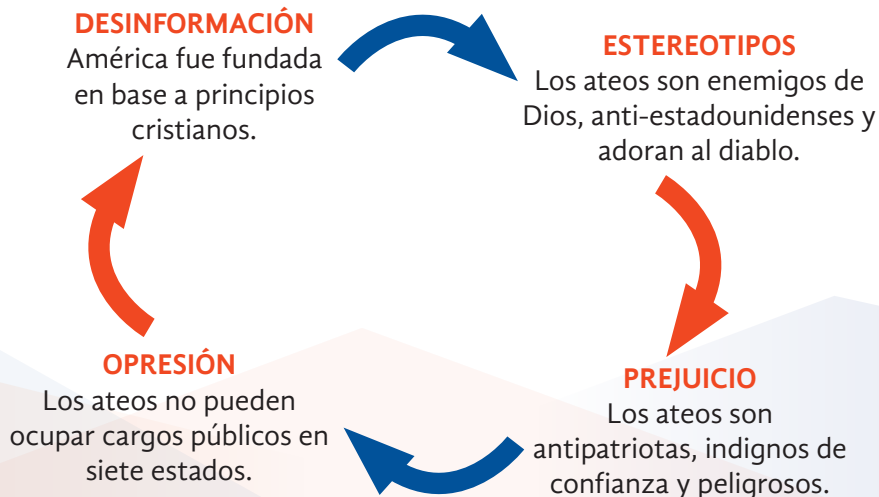 DESINFORMACIÓN
América fue fundada
en base a principios
cristianos.
ESTEREOTIPOS
Los ateos son enemigos de
Dios, anti-estadounidenses y
adoran al diablo.
PREJUICIO
Los ateos son
antipatriotas, indignos de
confianza y peligrosos.
OPRESIÓN
Los ateos no pueden
ocupar cargos públicos en
siete estados.